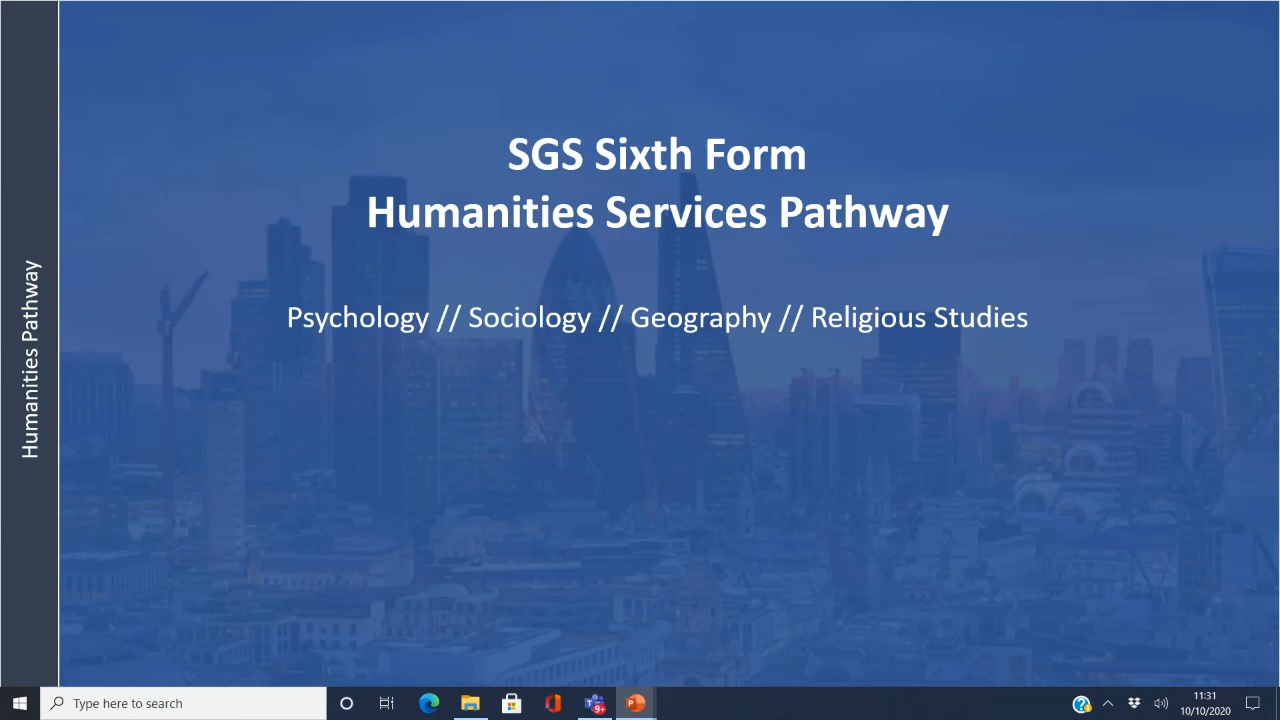 SGS Sixth Form
Humanities Services Pathway
Psychology // Sociology // Geography // Religious Studies
Humanities Pathway
Type here to search
9+
P
11:31
10/10/2020